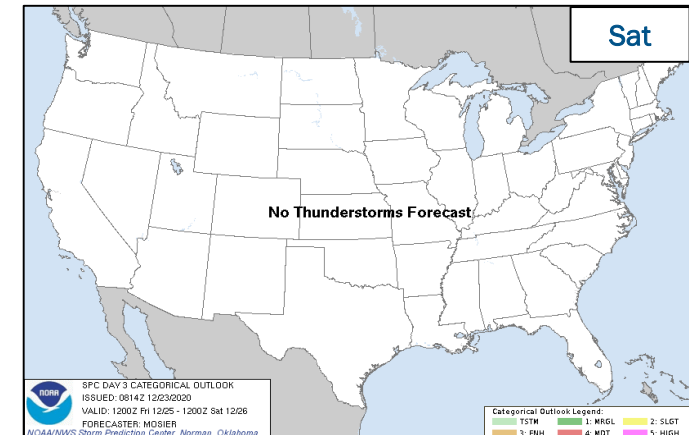 Sat
No Thunderstorms Forecast
NOAA
SPC DAY 3 CATEGORICAL OUTLOOK
ISSUED: 0814Z 12/23/2020
VALID: 1200Z Fri 12/25 - 1200Z Sat 12/26
FORECASTER: MOSIER
NOAA/NWS Storm Prediction Center, Norman, Oklahoma
Categorical Outlook Legend:
TSTM 1: MRGL 2: SLGT
3: ENH 4: MDT 5: HIGH